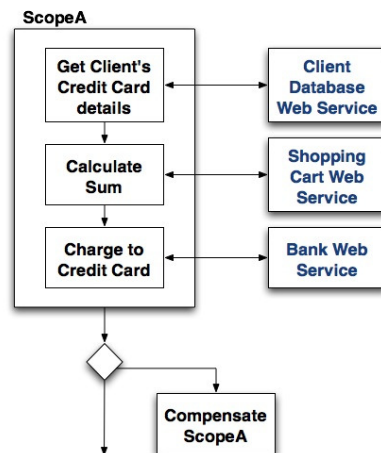 ScopeA
Get Client's
Credit Card
details
Client
Database
Web Service
Calculate
Sum
Shopping
Cart Web
Service
Charge to
Credit Card
Bank Web
Service
Compensate
ScopeA